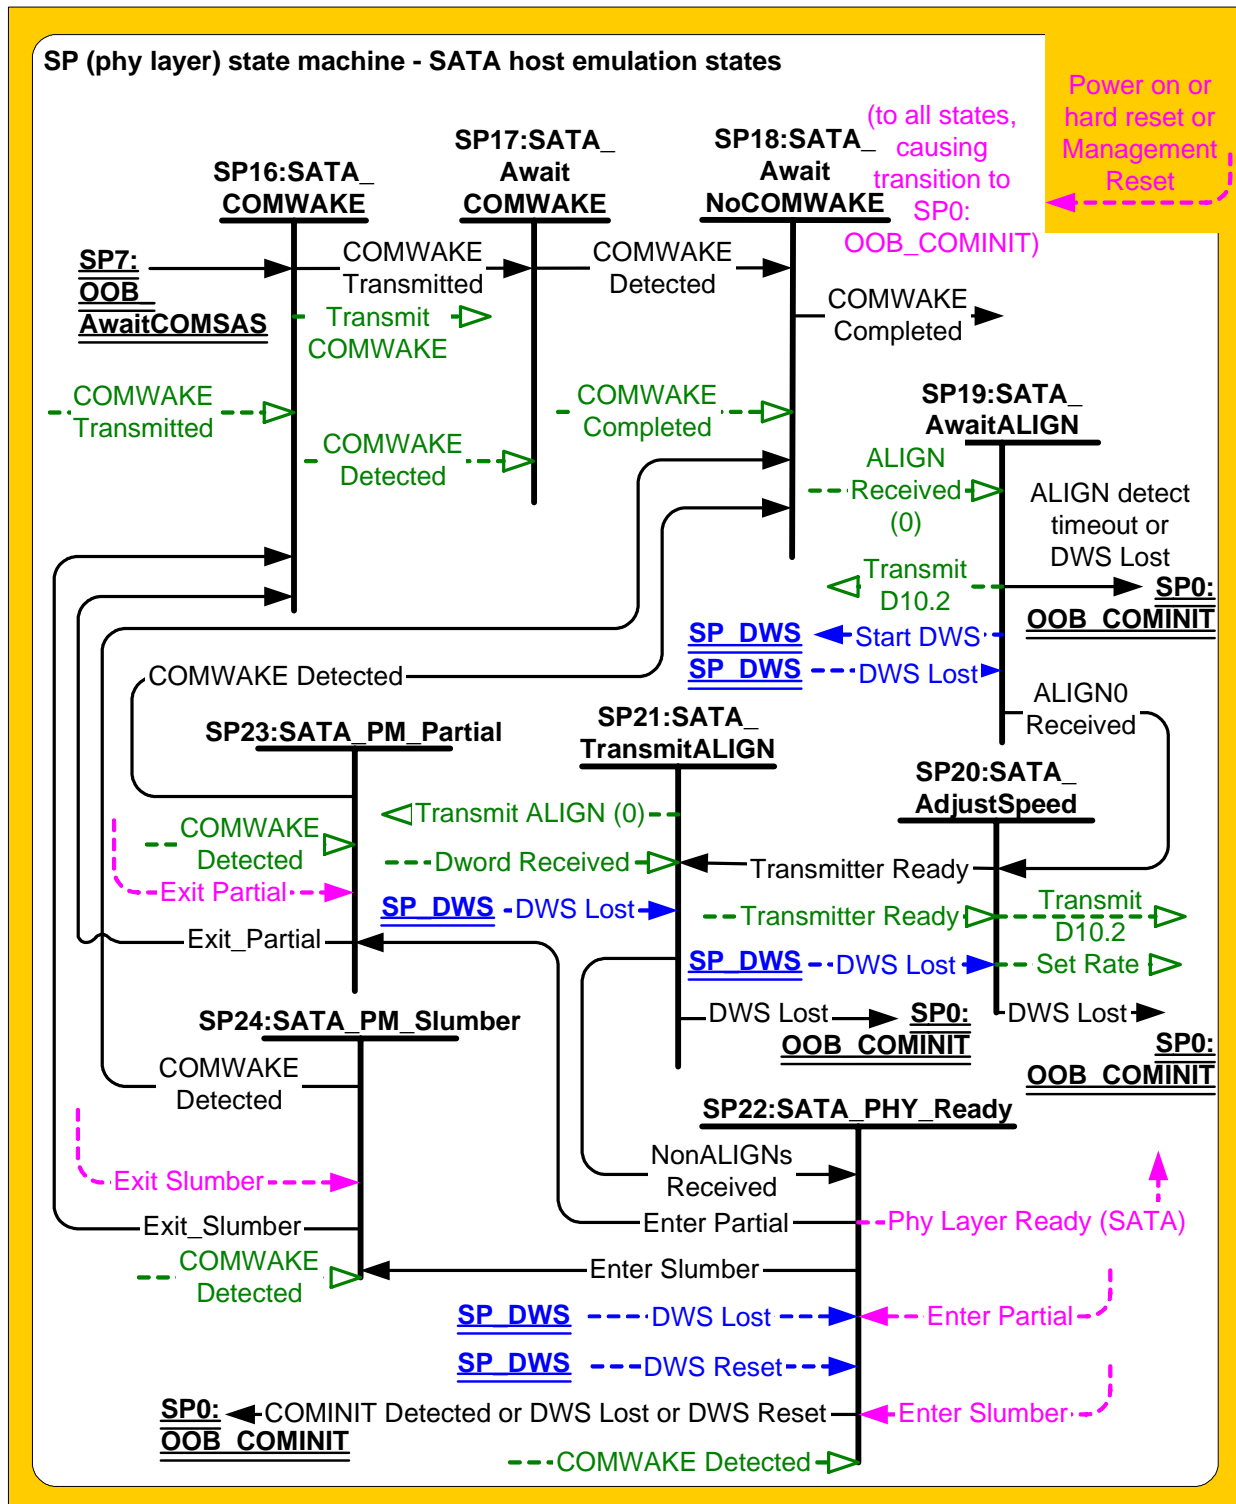 SP (phy layer) state machine - SATA host emulation states
Power on or
hard reset or
Management
Reset
(to all states,
causing
transition to
SP0:
OOB_COMINIT)
SP16:SATA_
COMWAKE
SP17:SATA_
Await
COMWAKE
SP18:SATA_
Await
NoCOMWAKE
SP7:
OOB_
AwaitCOMSAS
COMWAKE
Transmitted
COMWAKE
Detected
Transmit
COMWAKE
COMWAKE
Completed
COMWAKE
Transmitted
COMWAKE
Completed
COMWAKE
Detected
SP19:SATA_
AwaitALIGN
ALIGN
Received
(0)
ALIGN detect
timeout or
DWS Lost
Transmit
D10.2
SP0:
OOB_COMINIT
SP_DWS
Start DWS
SP_DWS
DWS Lost
COMWAKE Detected
ALIGN0
Received
SP23:SATA_PM_Partial
SP21:SATA_
TransmitALIGN
SP20:SATA_
AdjustSpeed
Transmit ALIGN (0)
COMWAKE
Detected
Dword Received
Transmitter Ready
Exit Partial
SP_DWS
DWS Lost
Transmitter Ready
Transmit
D10.2
Exit_Partial
SP_DWS
DWS Lost
Set Rate
SP24:SATA_PM_Slumber
DWS Lost
SP0:
OOB_COMINIT
DWS Lost
SP0:
OOB_COMINIT
COMWAKE
Detected
SP22:SATA_PHY_Ready
NonALIGNs
Received
Exit Slumber
Exit_Slumber
Enter Partial
Phy Layer Ready (SATA)
COMWAKE
Detected
Enter Slumber
SP_DWS
DWS Lost
Enter Partial
SP_DWS
DWS Reset
SP0:
OOB_COMINIT
COMINIT Detected or DWS Lost or DWS Reset
Enter Slumber
COMWAKE Detected